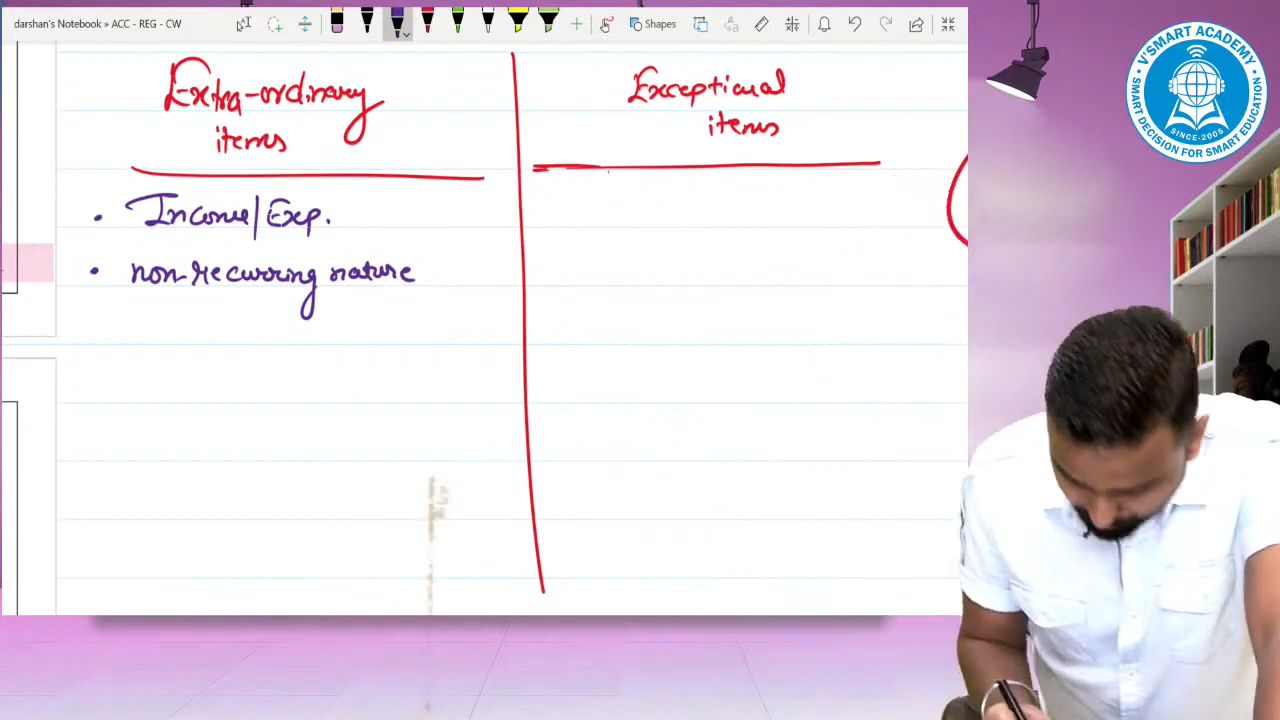 darshan's Notebook » ACC - REG - CW
Shapes
Extra-ordinary
items
Exceptional
items
• Income/Exp.
• non-recurring nature
V'SMART ACADEMY
SINCE-2005
SMART DECISION FOR SMART EDUCATION